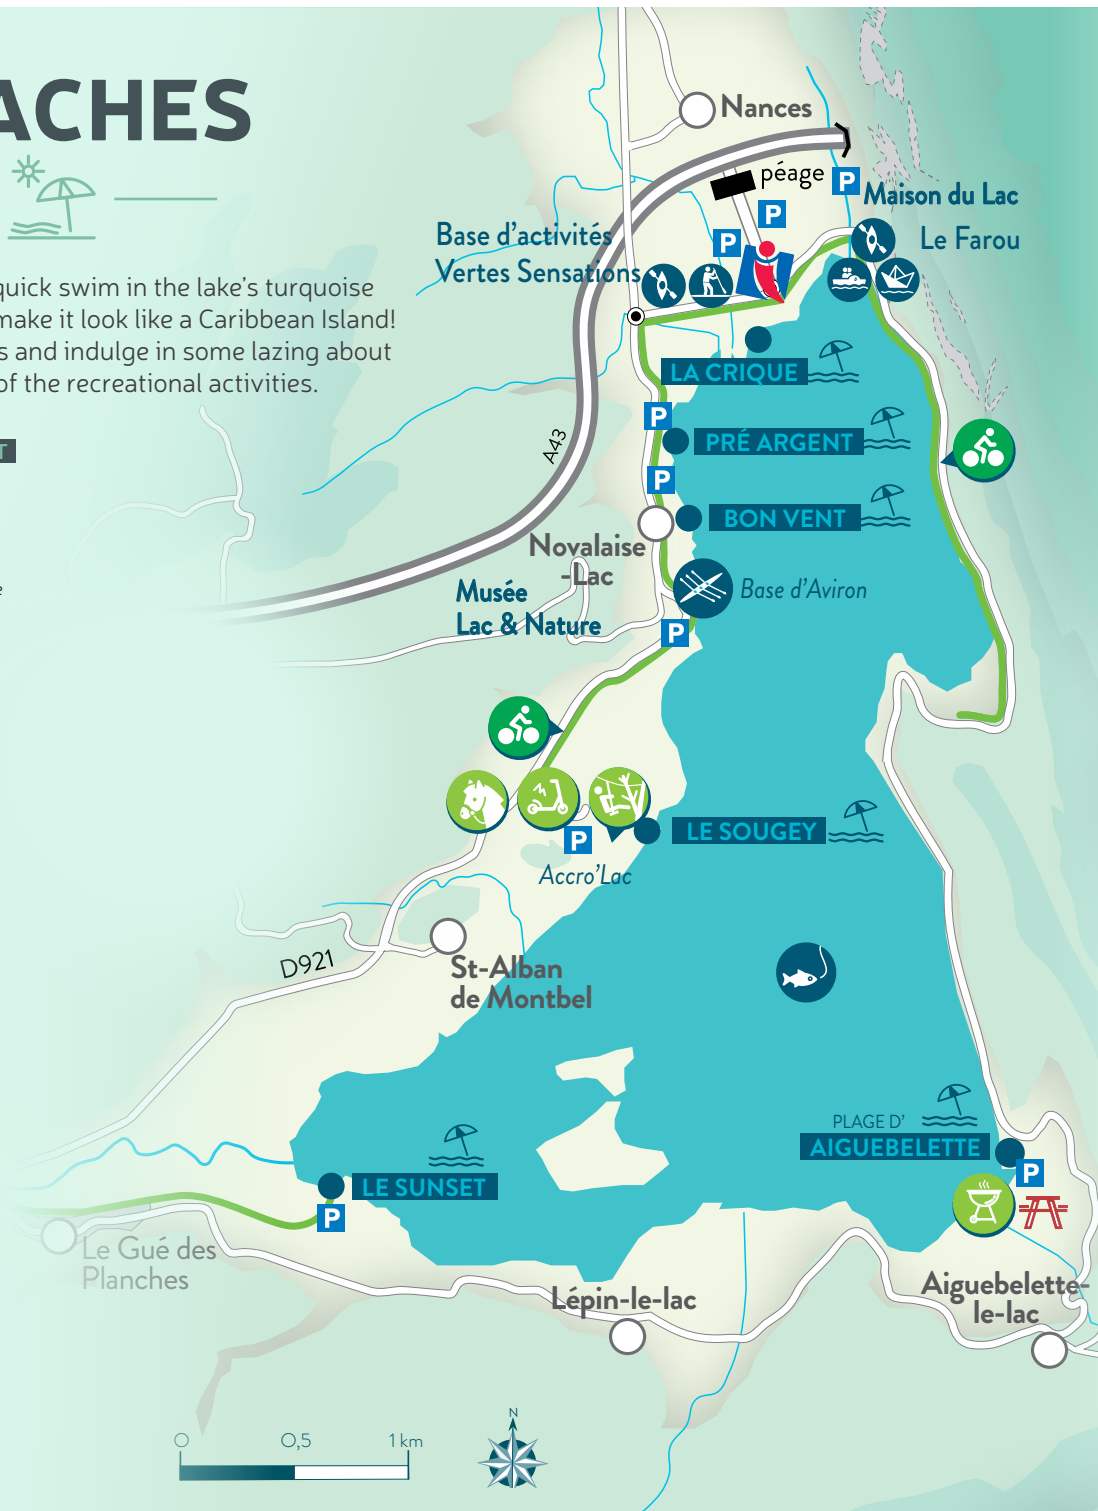 ACHES
quick swim in the lake's turquoise
make it look like a Caribbean Island!
s and indulge in some lazing about
of the recreational activities.
T
e
Nances
péage
P
Maison du Lac
P
P
Le Farou
Base d'activités
Vertes Sensations
LA CRIQUE
P
PRÉ ARGENT
A43
P
BON VENT
Novalaise
-Lac
Musée
Lac & Nature
Base d'Aviron
P
LE SOUGEY
P
Accro'Lac
D921
St-Alban
de Montbel
PLAGE D'
AIGUEBELETTE
P
LE SUNSET
P
Le Gué des
Planches
Lépin-le-lac
Aiguebelette-
le-lac
N
0 0,5 1 km